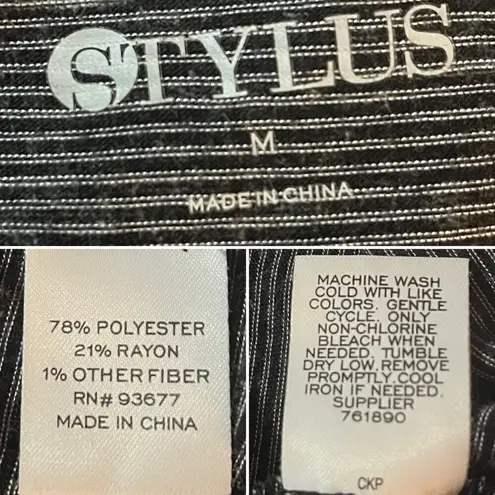 STYLUS
M
MADE IN CHINA
78% POLYESTER
21% RAYON
1% OTHER FIBER
RN# 93677
MADE IN CHINA
MACHINE WASH
COLD WITH LIKE
COLORS. GENTLE
CYCLE. ONLY
NON-CHLORINE
BLEACH WHEN
NEEDED. TUMBLE
DRY LOW.REMOVE
PROMPTLY.COOL
IRON IF NEEDED.
SUPPLIER
761890
CKP